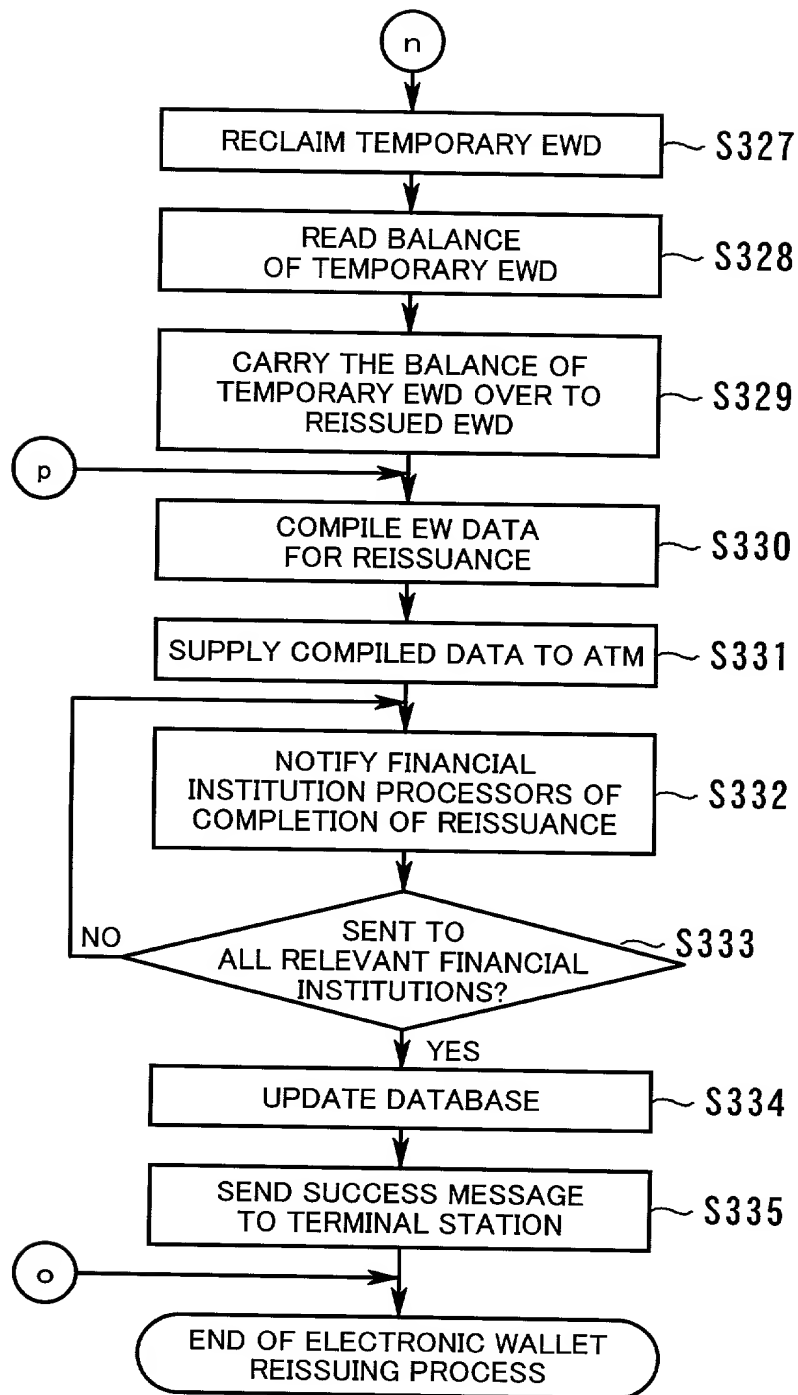 n
RECLAIM TEMPORARY EWD
S327
READ BALANCE
OF TEMPORARY EWD
S328
CARRY THE BALANCE OF
TEMPORARY EWD OVER TO
REISSUED EWD
S329
p
COMPILE EW DATA
FOR REISSUANCE
S330
SUPPLY COMPILED DATA TO ATM
S331
NOTIFY FINANCIAL
INSTITUTION PROCESSORS OF
COMPLETION OF REISSUANCE
S332
SENT TO
ALL RELEVANT FINANCIAL
INSTITUTIONS?
S333
NO
YES
UPDATE DATABASE
S334
SEND SUCCESS MESSAGE
TO TERMINAL STATION
S335
o
END OF ELECTRONIC WALLET
REISSUING PROCESS